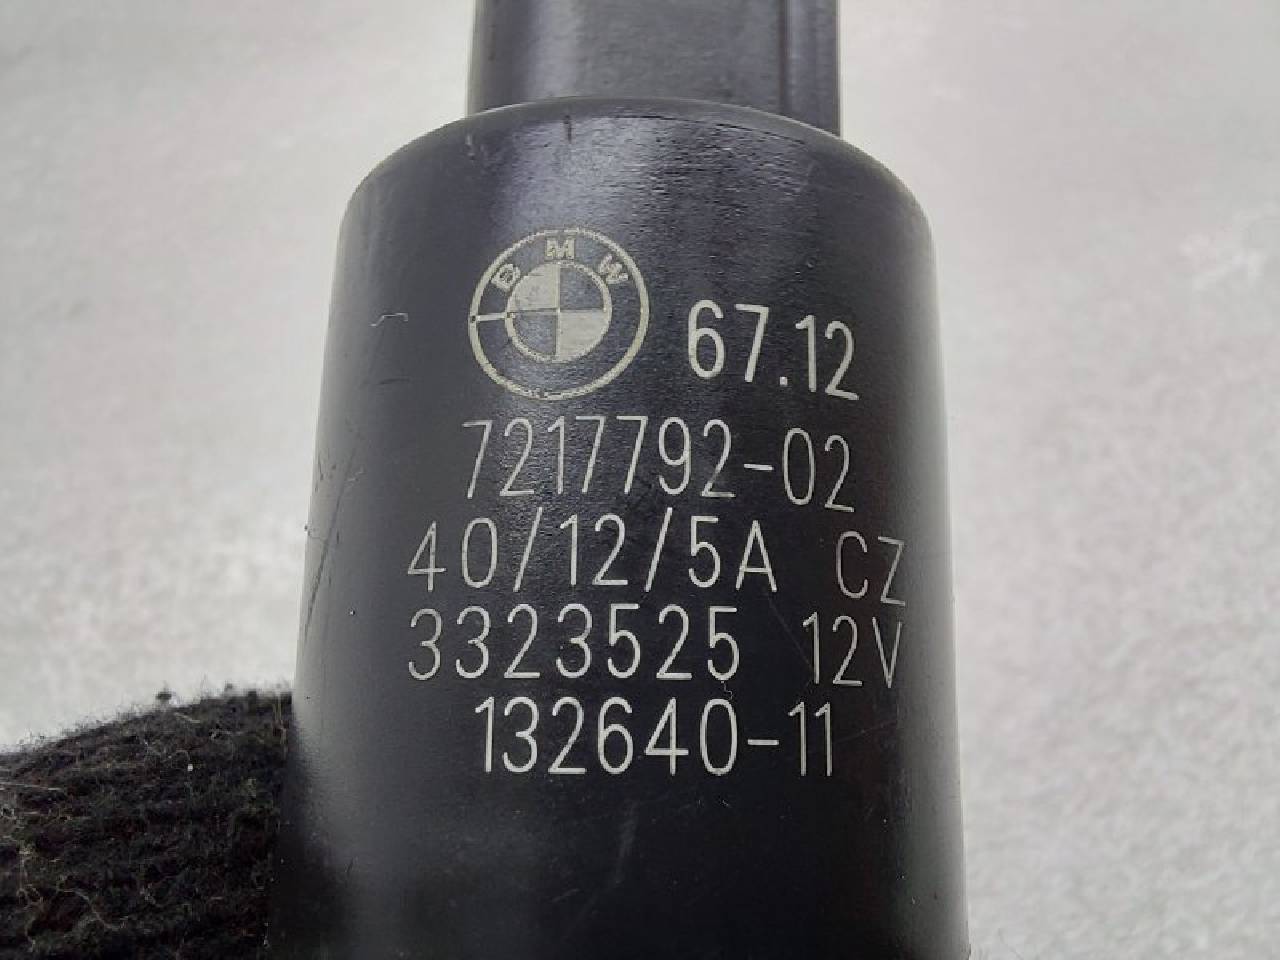 BMW 67.12
7217792-02
40/12/5A CZ
3323525 12V
132640-11